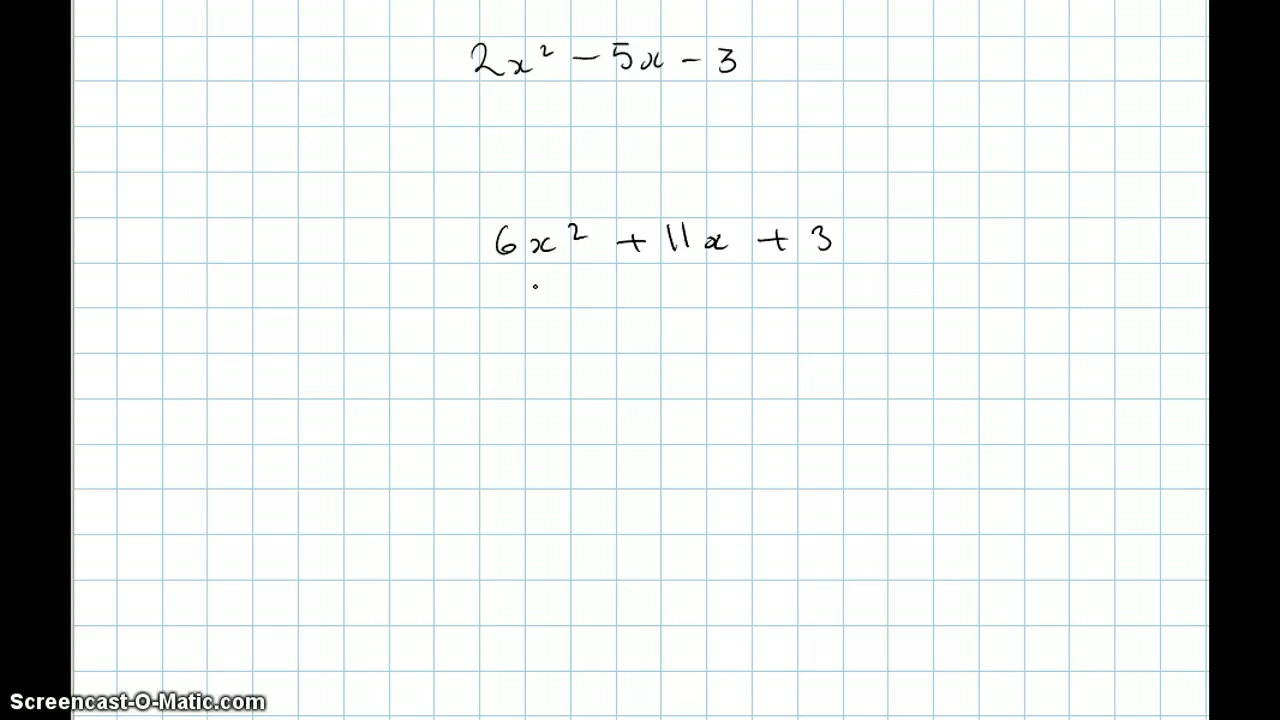 2x² - 5x - 3
6x² + 11x + 3
Screencast-O-Matic.com